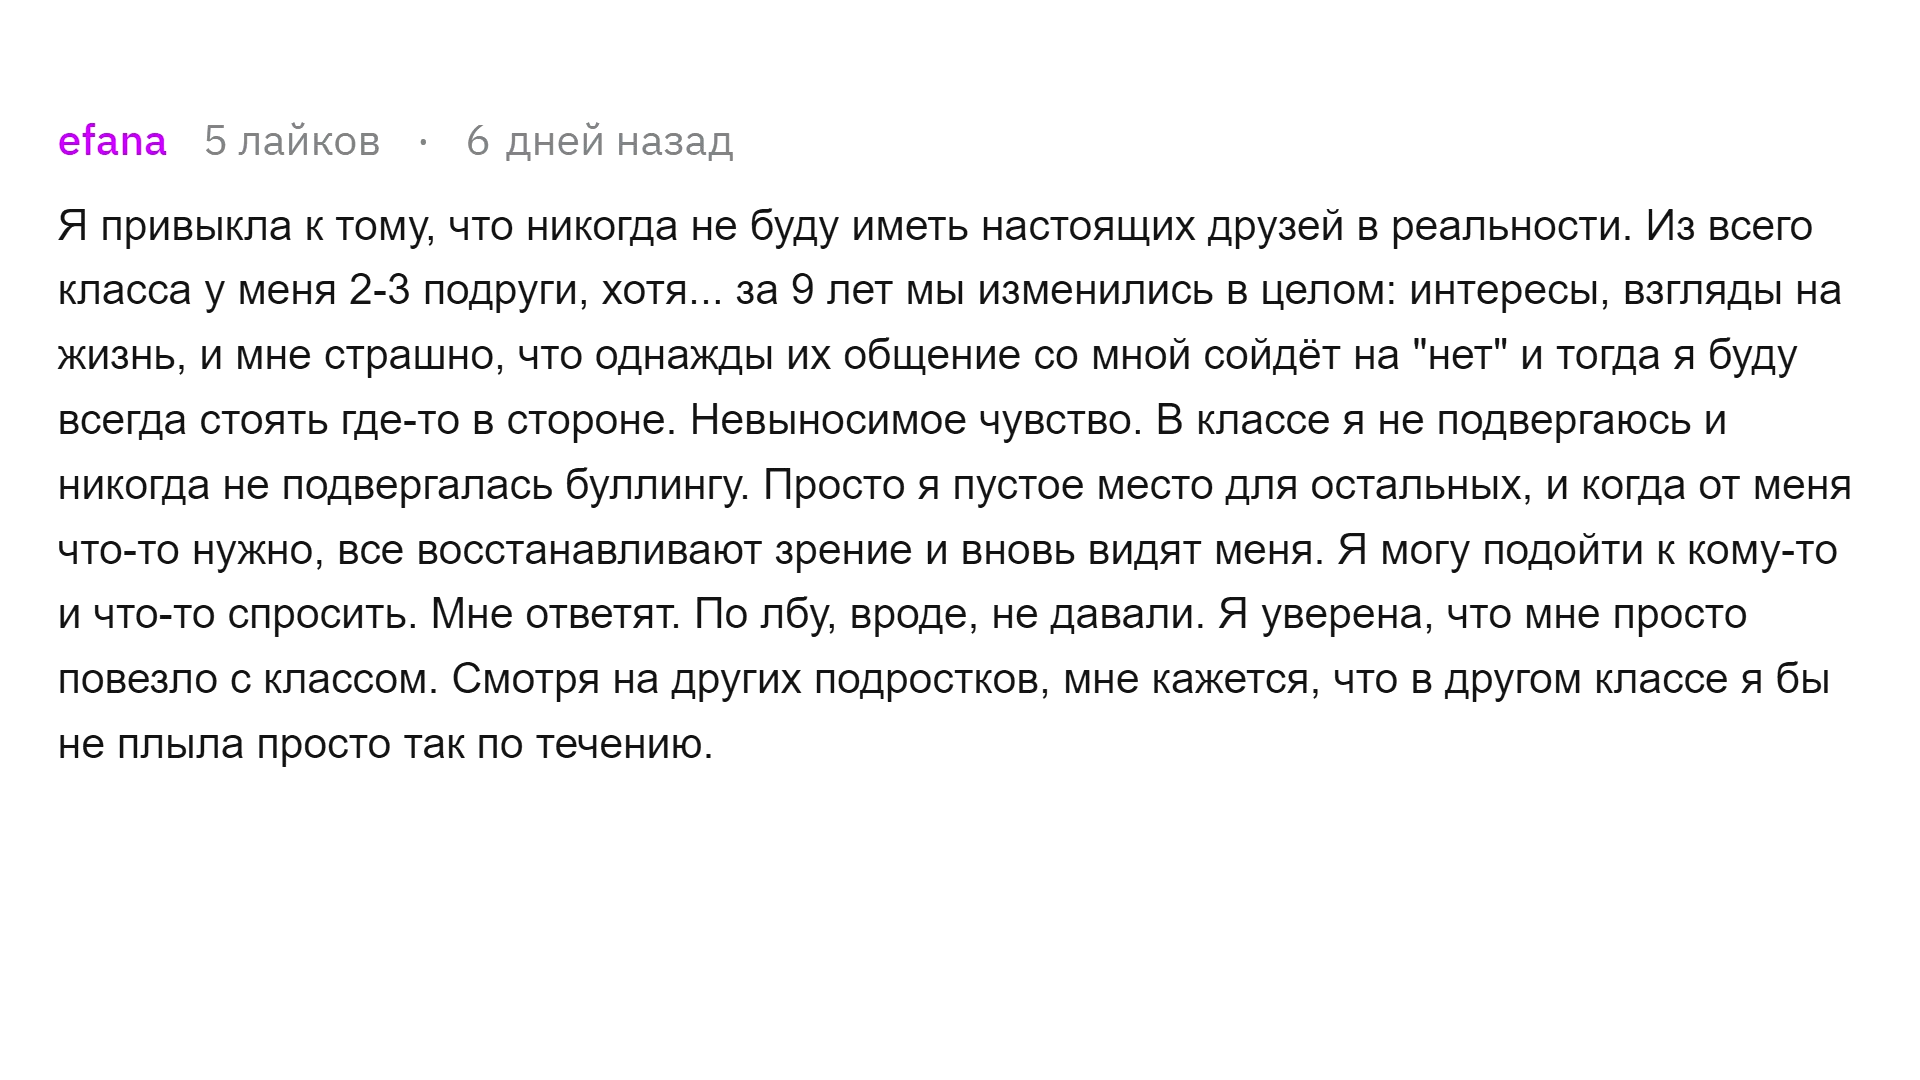 efana 5 лайков · 6 дней назад
Я привыкла к тому, что никогда не буду иметь настоящих друзей в реальности. Из всего
класса у меня 2-3 подруги, хотя... за 9 лет мы изменились в целом: интересы, взгляды на
жизнь, и мне страшно, что однажды их общение со мной сойдёт на "нет" и тогда я буду
всегда стоять где-то в стороне. Невыносимое чувство. В классе я не подвергаюсь и
никогда не подвергалась буллингу. Просто я пустое место для остальных, и когда от меня
что-то нужно, все восстанавливают зрение и вновь видят меня. Я могу подойти к кому-то
и что-то спросить. Мне ответят. По лбу, вроде, не давали. Я уверена, что мне просто
повезло с классом. Смотря на других подростков, мне кажется, что в другом классе я бы
не плыла просто так по течению.